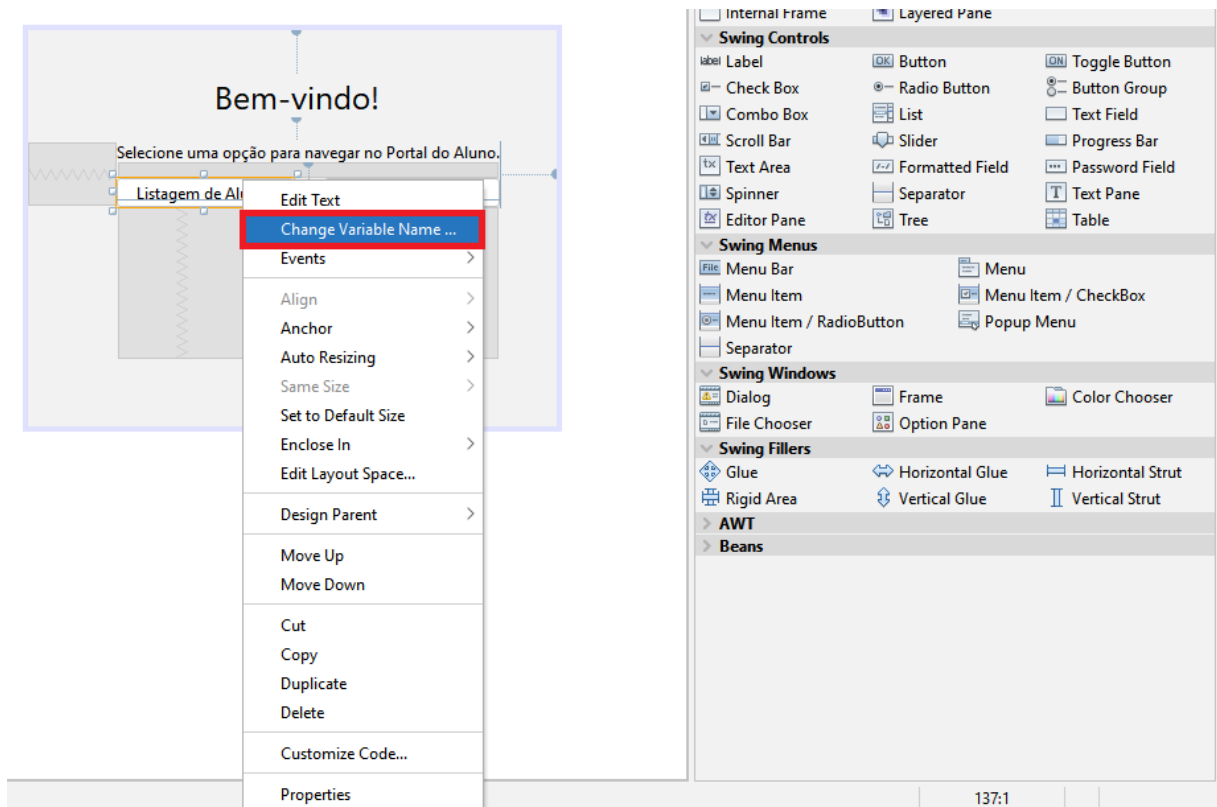 Bem-vindo!
Selecione uma opção para navegar no Portal do Aluno.
Listagem de Al
Edit Text
Change Variable Name ...
Events
Align
Anchor
Auto Resizing
Same Size
Set to Default Size
Enclose In
Edit Layout Space...
Design Parent
Move Up
Move Down
Cut
Copy
Duplicate
Delete
Customize Code...
Properties
Internal Frame Layered Pane
Swing Controls
label Label OK Button ON Toggle Button
Check Box Radio Button Button Group
Combo Box List Text Field
Scroll Bar Slider Progress Bar
tx Text Area Formatted Field Password Field
Spinner Separator T Text Pane
Editor Pane Tree Table
Swing Menus
File Menu Bar Menu
Menu Item Menu Item / CheckBox
Menu Item / RadioButton Popup Menu
Separator
Swing Windows
Dialog Frame Color Chooser
File Chooser Option Pane
Swing Fillers
Glue Horizontal Glue Horizontal Strut
Rigid Area Vertical Glue Vertical Strut
AWT
Beans
137:1